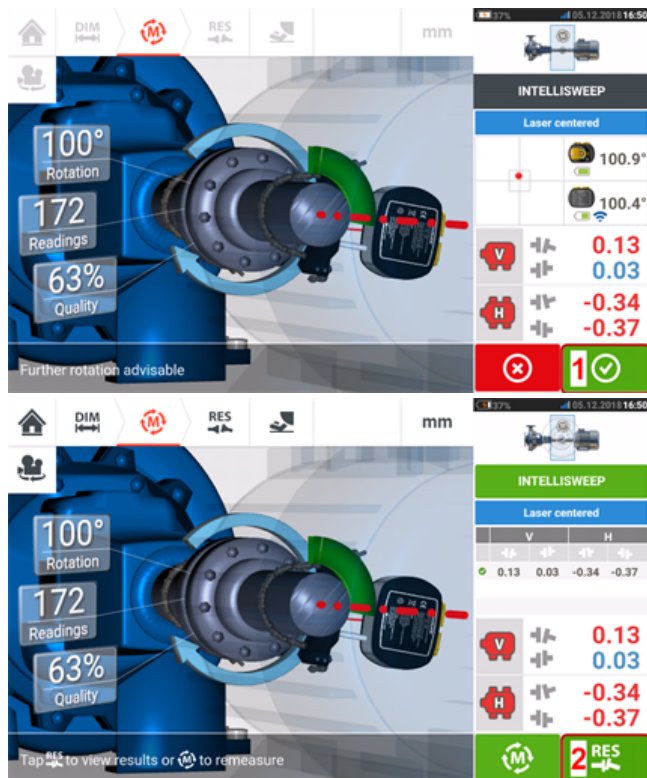 DIM
M
RES
mm
37%
05.12.2018 16:50
INTELLISWEEP
Laser centered
100.9°
100.4°
100°
Rotation
172
Readings
63%
Quality
V
0.13
0.03
H
-0.34
-0.37
Further rotation advisable
1
DIM
M
RES
mm
37%
05.12.2018 16:50
INTELLISWEEP
Laser centered
V H
0.13 0.03 -0.34 -0.37
100°
Rotation
172
Readings
63%
Quality
V
0.13
0.03
H
-0.34
-0.37
Tap RES to view results or M to remeasure
M
2 RES